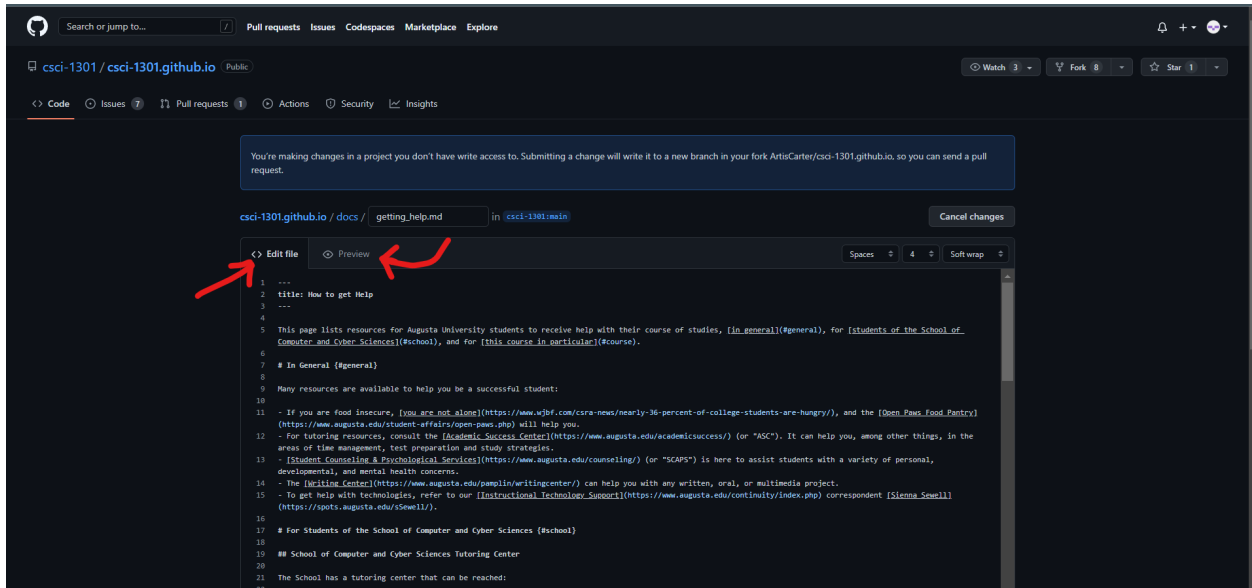 Search or jump to... / Pull requests Issues Codespaces Marketplace Explore
csci-1301 / csci-1301.github.io Public Watch 3 Fork 8 Star 1
<> Code Issues 7 Pull requests 1 Actions Security Insights
You're making changes in a project you don't have write access to. Submitting a change will write it to a new branch in your fork ArtisCarter/csci-1301.github.io, so you can send a pull
request.
csci-1301.github.io / docs / getting_help.md in csci-1301:main Cancel changes
<> Edit file Preview Spaces 4 Soft wrap
1 ---
2 title: How to get Help
3 ---
4
5 This page lists resources for Augusta University students to receive help with their course of studies, [in general](#general), for [students of the School of
Computer and Cyber Sciences](#school), and for [this course in particular](#course).
6
7 # In General {#general}
8
9 Many resources are available to help you be a successful student:
10
11 - If you are food insecure, [you are not alone](https://www.wjbf.com/csra-news/nearly-36-percent-of-college-students-are-hungry/), and the [Open Paws Food Pantry]
(https://www.augusta.edu/student-affairs/open-paws.php) will help you.
12 - For tutoring resources, consult the [Academic Success Center](https://www.augusta.edu/academicsuccess/) (or "ASC"). It can help you, among other things, in the
areas of time management, test preparation and study strategies.
13 - [Student Counseling & Psychological Services](https://www.augusta.edu/counseling/) (or "SCAPS") is here to assist students with a variety of personal,
developmental, and mental health concerns.
14 - The [Writing Center](https://www.augusta.edu/pamplin/writingcenter/) can help you with any written, oral, or multimedia project.
15 - To get help with technologies, refer to our [Instructional Technology Support](https://www.augusta.edu/continuity/index.php) correspondent [Sienna Sewell]
(https://spots.augusta.edu/sSewell/).
16
17 # For Students of the School of Computer and Cyber Sciences {#school}
18
19 ## School of Computer and Cyber Sciences Tutoring Center
20
21 The School has a tutoring center that can be reached: